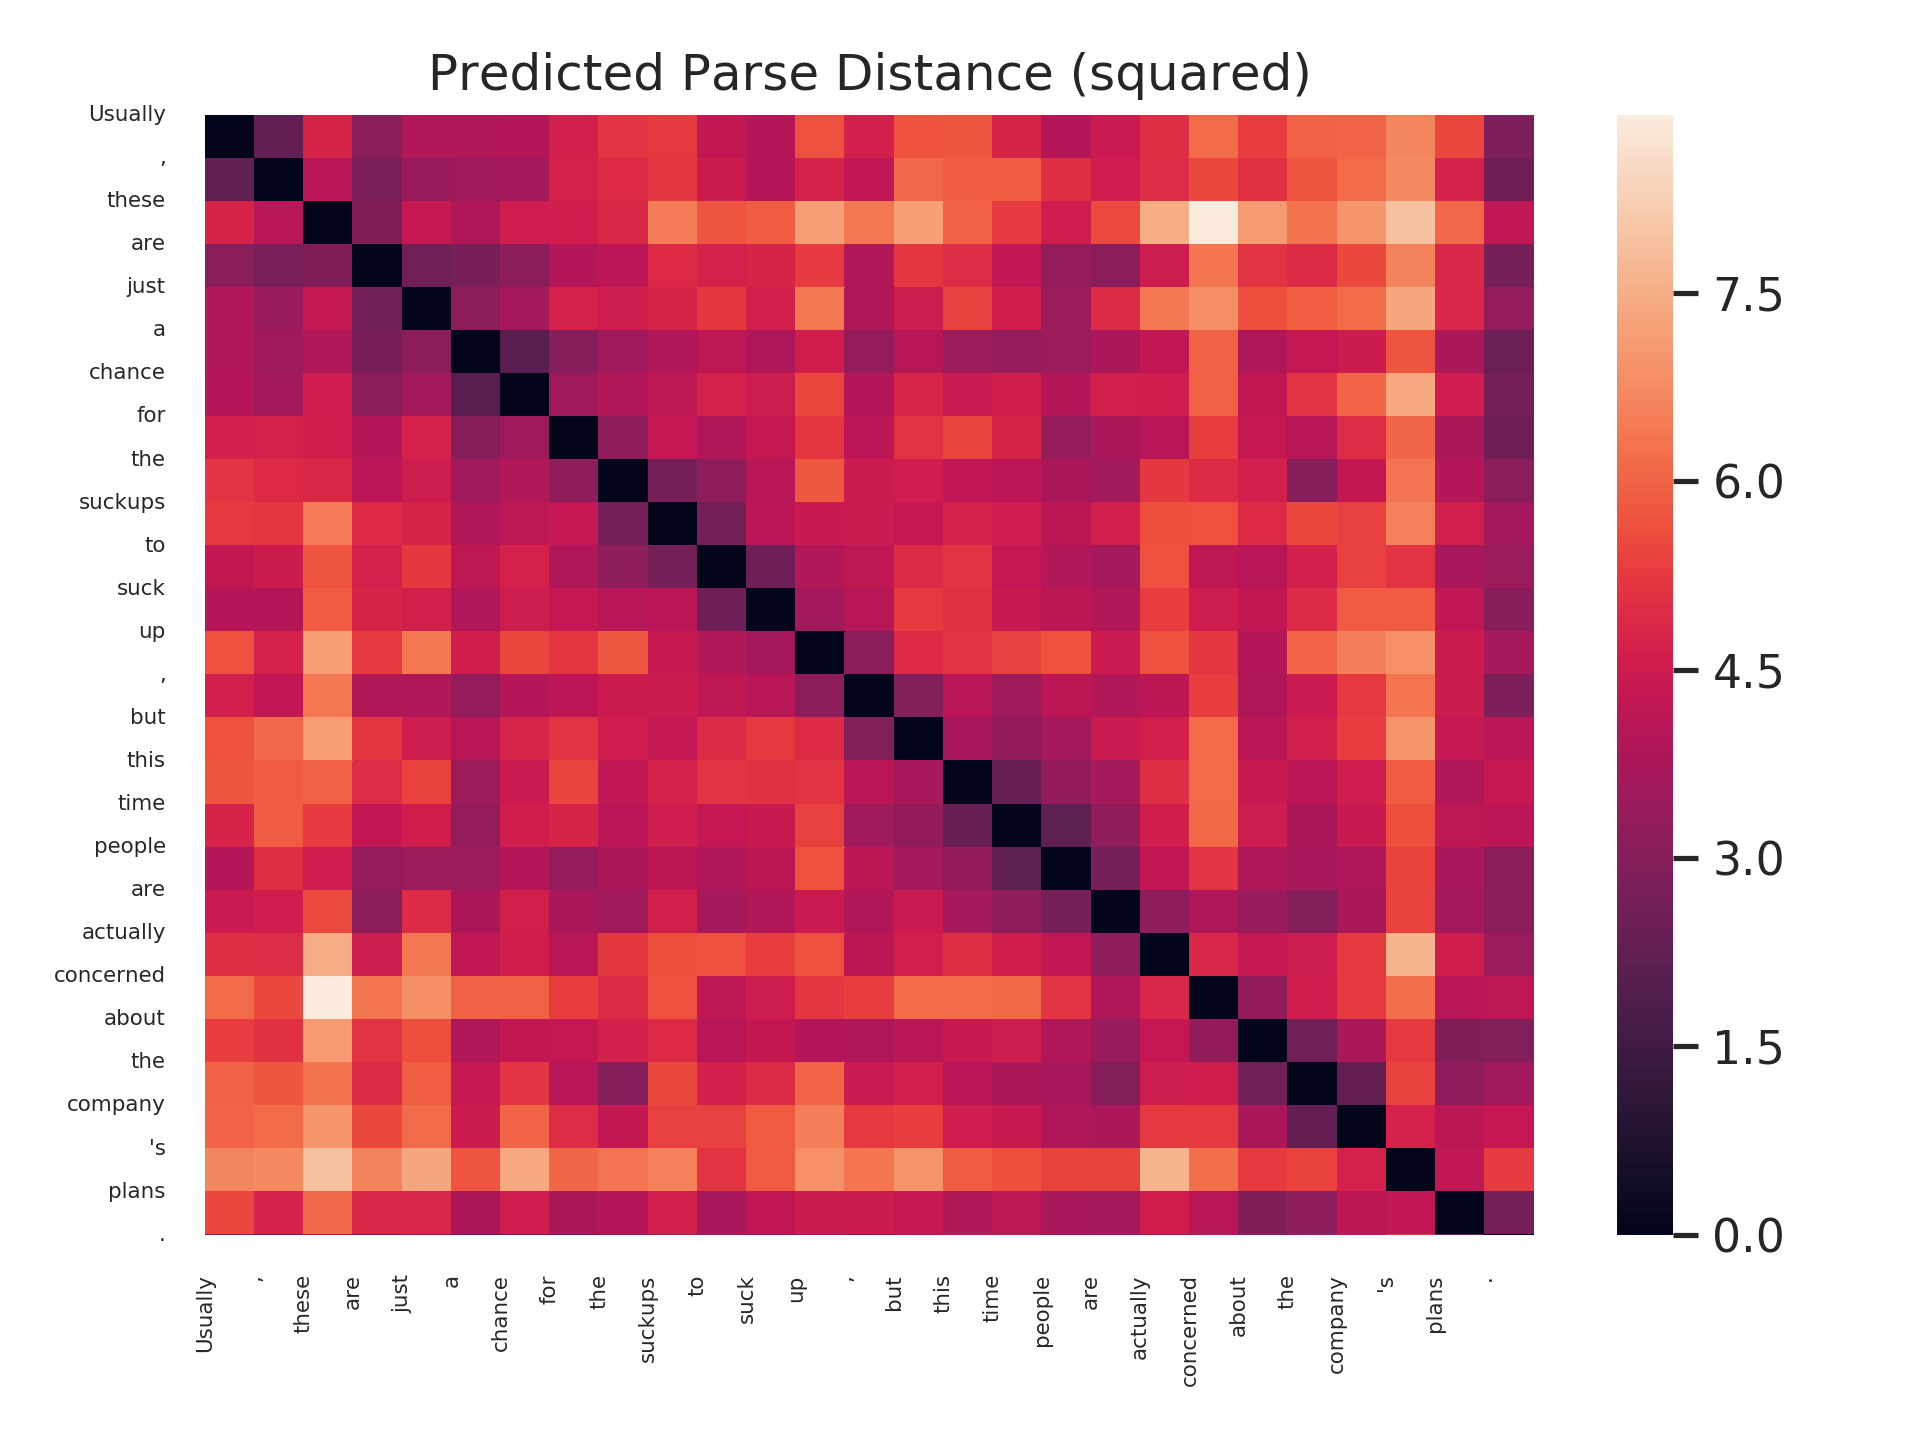 Predicted Parse Distance (squared)
Usually
,
these
are
just
a
chance
for
the
suckups
to
suck
up
,
but
this
time
people
are
actually
concerned
about
the
company
's
plans
.
Usually
,
these
are
just
a
chance
for
the
suckups
to
suck
up
,
but
this
time
people
are
actually
concerned
about
the
company
's
plans
.
7.5
6.0
4.5
3.0
1.5
0.0